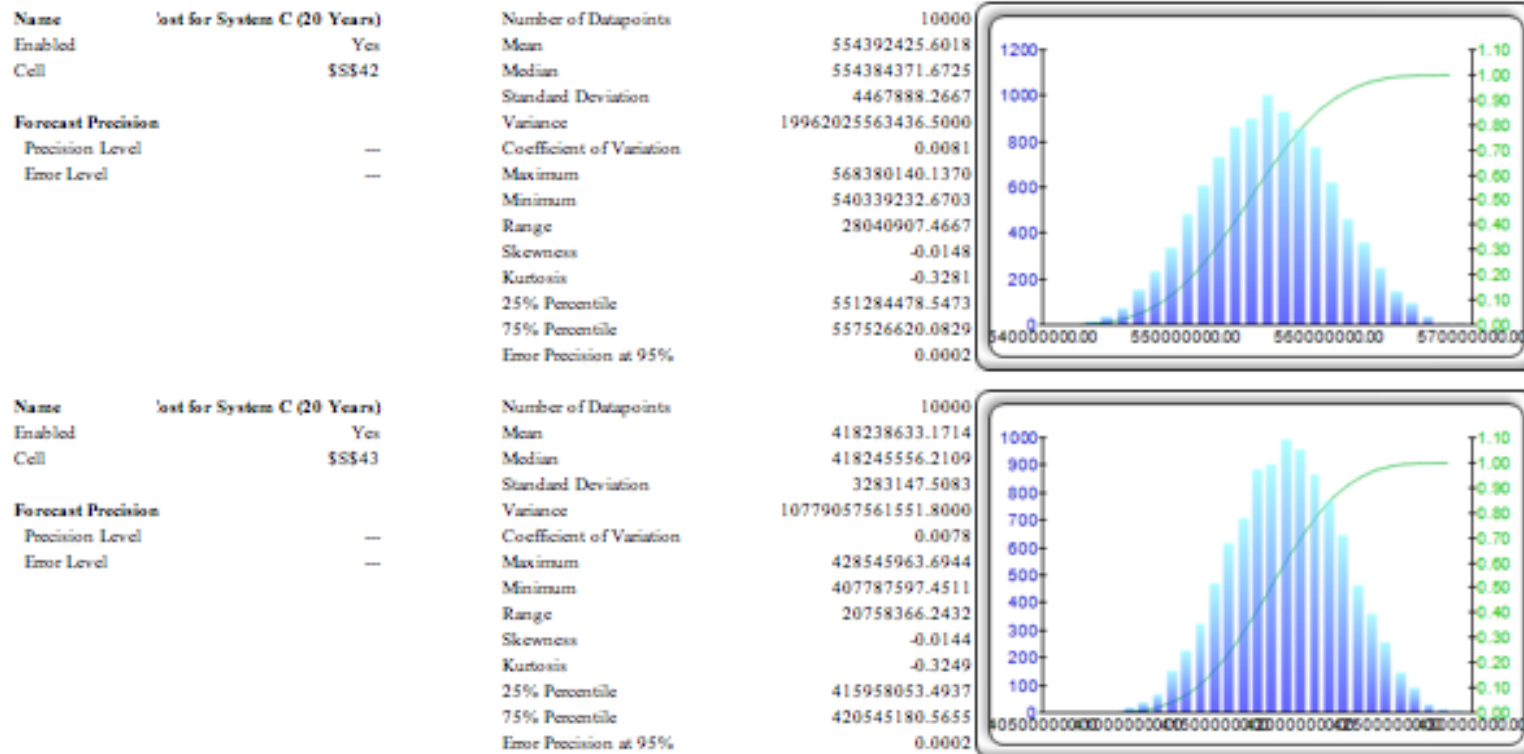 Name 'ost for System C (20 Years) Number of Datapoints 10000
Enabled Yes Mean 554392425.6018
Cell $S$42 Median 554384371.6725
Standard Deviation 4467888.2667
Forecast Precision Variance 19962025563436.5000
Precision Level --- Coefficient of Variation 0.0081
Error Level --- Maximum 568380140.1370
Minimum 540339232.6703
Range 28040907.4667
Skewness -0.0148
Kurtosis -0.3281
25% Percentile 551284478.5473
75% Percentile 557526620.0829
Error Precision at 95% 0.0002
1200 1.10
1.00
1000 0.90
0.80
800 0.70
0.60
600 0.50
400 0.40
0.30
200 0.20
0.10
0 0.00
540000000.00 550000000.00 560000000.00 570000000.00
Name 'ost for System C (20 Years) Number of Datapoints 10000
Enabled Yes Mean 418238633.1714
Cell $S$43 Median 418245556.2109
Standard Deviation 3283147.5083
Forecast Precision Variance 10779057561551.8000
Precision Level --- Coefficient of Variation 0.0078
Error Level --- Maximum 428545963.6944
Minimum 407787597.4511
Range 20758366.2432
Skewness -0.0144
Kurtosis -0.3249
25% Percentile 415958053.4937
75% Percentile 420545180.5655
Error Precision at 95% 0.0002
1000 1.10
900 1.00
0.90
800 0.80
700 0.70
600 0.60
500 0.50
400 0.40
300 0.30
200 0.20
100 0.10
0 0.00